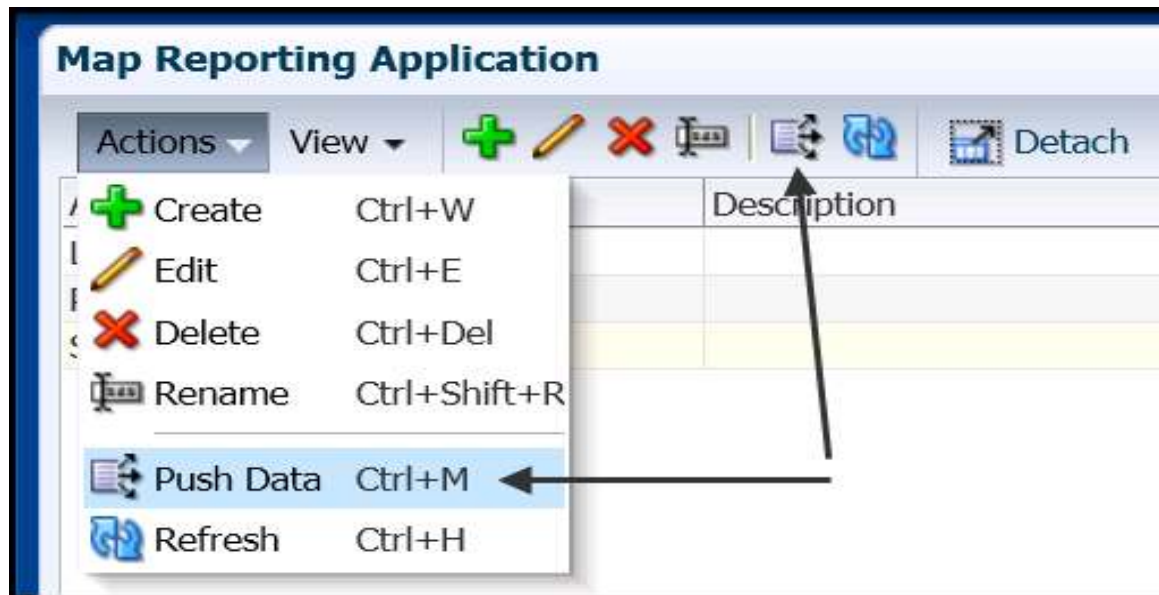 Map Reporting Application
Actions View Detach
Description
Create Ctrl+W
Edit Ctrl+E
Delete Ctrl+Del
Rename Ctrl+Shift+R
Push Data Ctrl+M
Refresh Ctrl+H